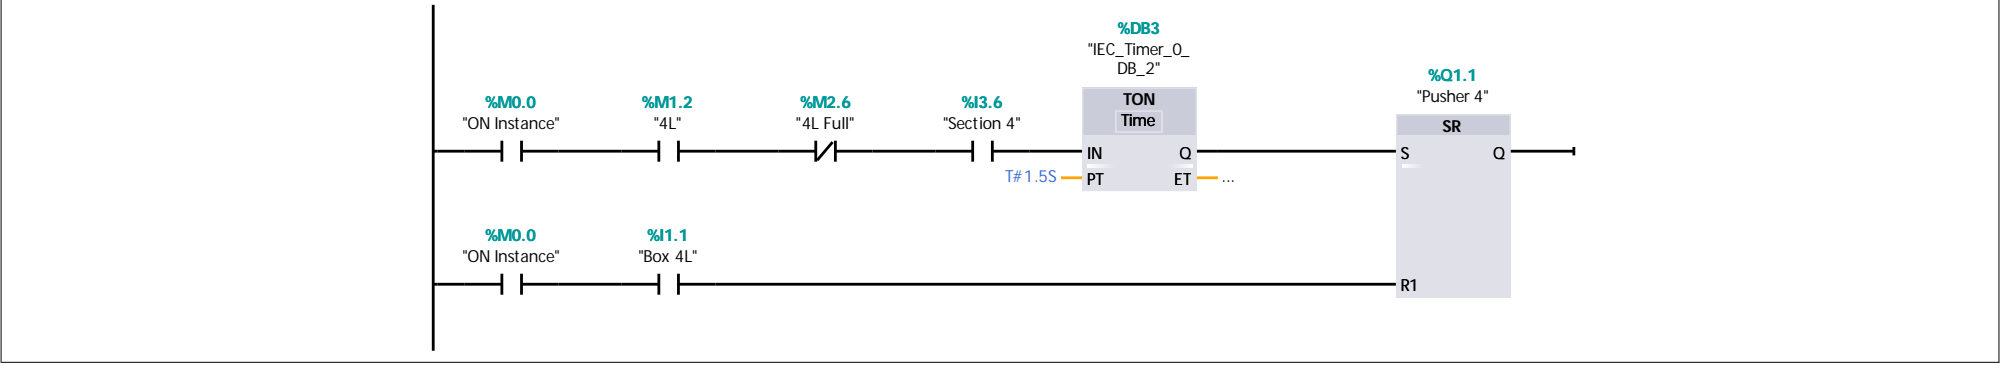 %DB3
"IEC_Timer_0_
DB_2"
%Q1.1
"Pusher 4"
%M0.0 %M1.2 %M2.6 %I3.6 TON
"ON Instance" "4L" "4L Full" "Section 4" Time SR
IN Q S Q
T#1.5S PT ET ...
%M0.0 %I1.1
"ON Instance" "Box 4L"
R1